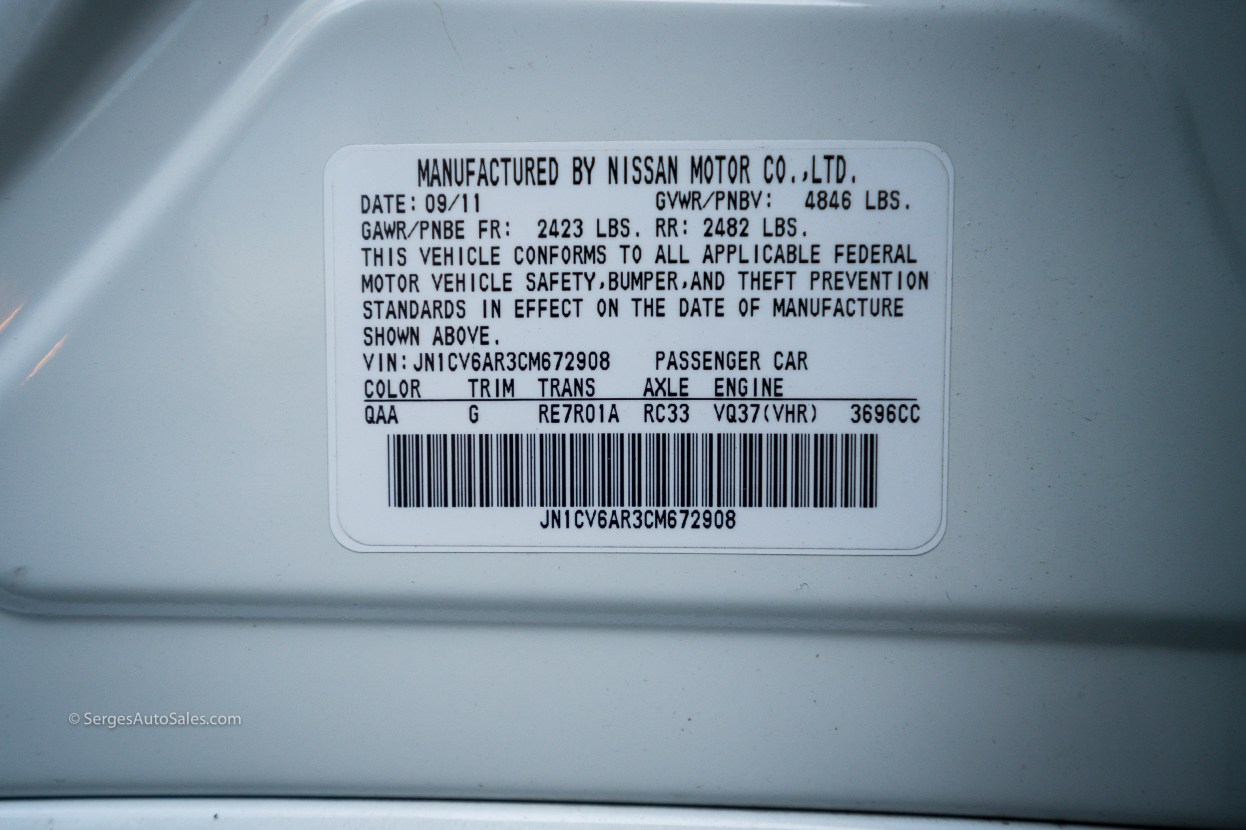 MANUFACTURED BY NISSAN MOTOR CO.,LTD.
DATE: 09/11 GVWR/PNBV: 4846 LBS.
GAWR/PNBE FR: 2423 LBS. RR: 2482 LBS.
THIS VEHICLE CONFORMS TO ALL APPLICABLE FEDERAL
MOTOR VEHICLE SAFETY,BUMPER,AND THEFT PREVENTION
STANDARDS IN EFFECT ON THE DATE OF MANUFACTURE
SHOWN ABOVE.
VIN: JN1CV6AR3CM672908 PASSENGER CAR
COLOR TRIM TRANS AXLE ENGINE
QAA G RE7R01A RC33 VQ37(VHR) 3696CC
JN1CV6AR3CM672908
© SergesAutoSales.com